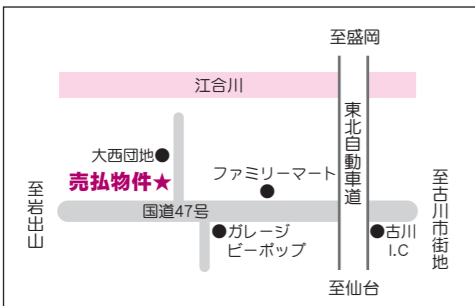 至盛岡
江合川
東北自動車道
大西団地
売払物件★
ファミリーマート
至岩出山
国道47号
至古川市街地
ガレージ
ビーポップ
古川
I.C
至仙台